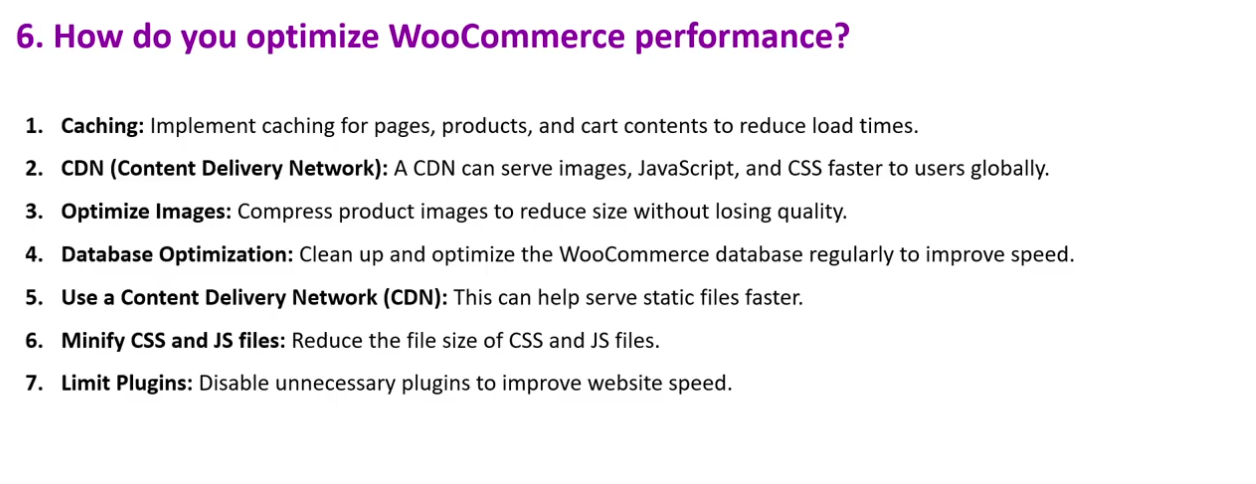 6. How do you optimize WooCommerce performance?
1. Caching: Implement caching for pages, products, and cart contents to reduce load times.
2. CDN (Content Delivery Network): A CDN can serve images, JavaScript, and CSS faster to users globally.
3. Optimize Images: Compress product images to reduce size without losing quality.
4. Database Optimization: Clean up and optimize the WooCommerce database regularly to improve speed.
5. Use a Content Delivery Network (CDN): This can help serve static files faster.
6. Minify CSS and JS files: Reduce the file size of CSS and JS files.
7. Limit Plugins: Disable unnecessary plugins to improve website speed.